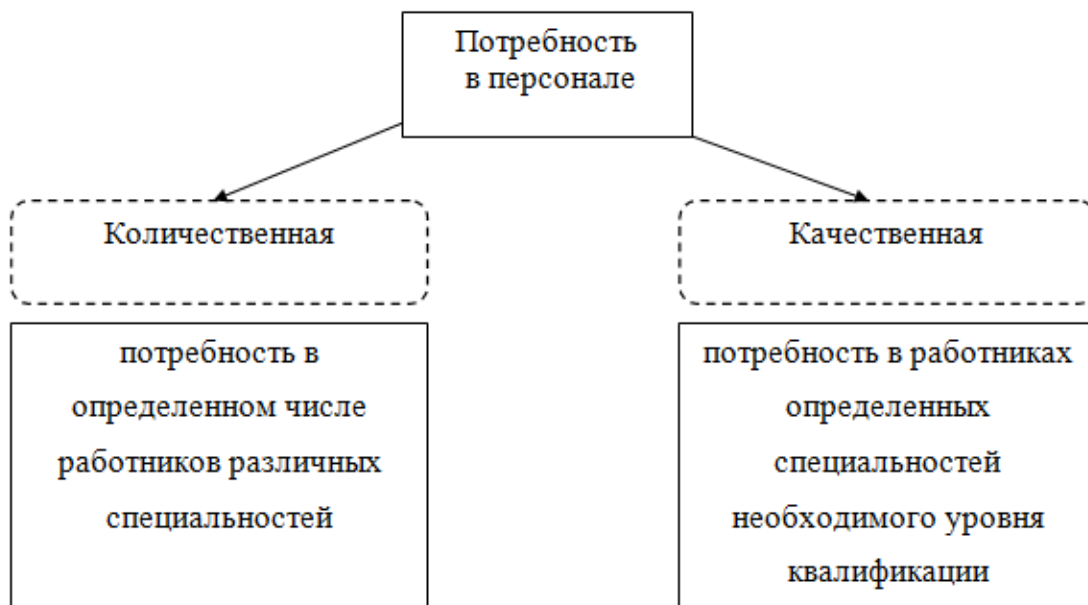 Потребность
в персонале
Количественная
Качественная
потребность в
определенном числе
работников различных
специальностей
потребность в работниках
определенных
специальностей
необходимого уровня
квалификации